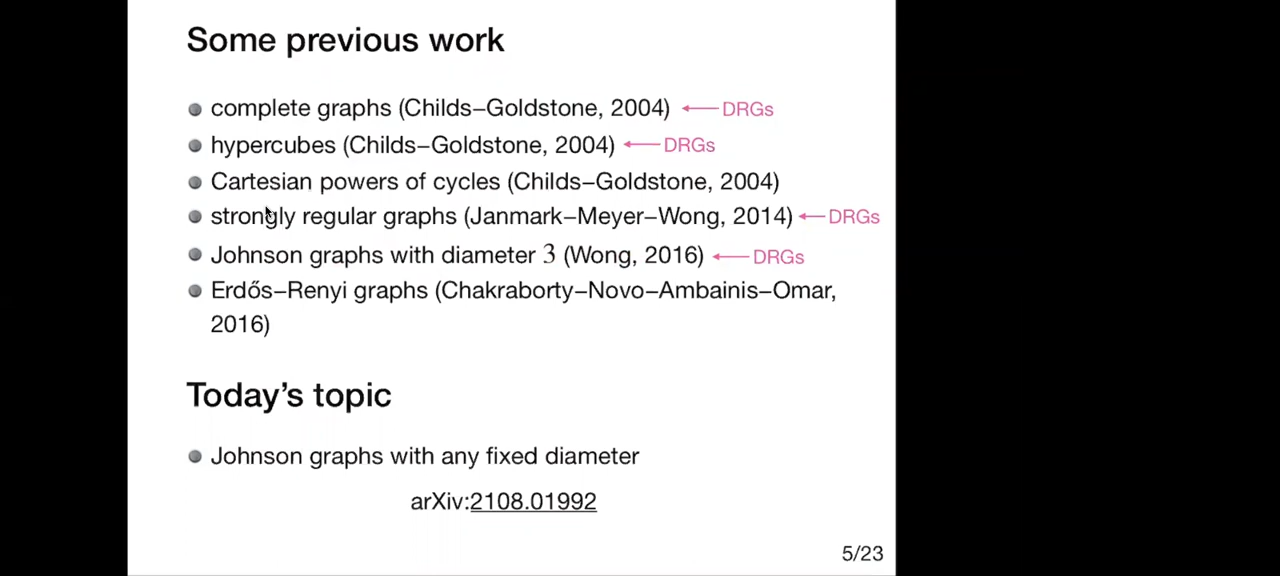 Some previous work
complete graphs (Childs–Goldstone, 2004) ←— DRGs
hypercubes (Childs–Goldstone, 2004) ←— DRGs
Cartesian powers of cycles (Childs–Goldstone, 2004)
strongly regular graphs (Janmark–Meyer–Wong, 2014) ←— DRGs
Johnson graphs with diameter 3 (Wong, 2016) ←— DRGs
Erdős–Renyi graphs (Chakraborty–Novo–Ambainis–Omar,
2016)
Today's topic
Johnson graphs with any fixed diameter
arXiv:2108.01992
5/23